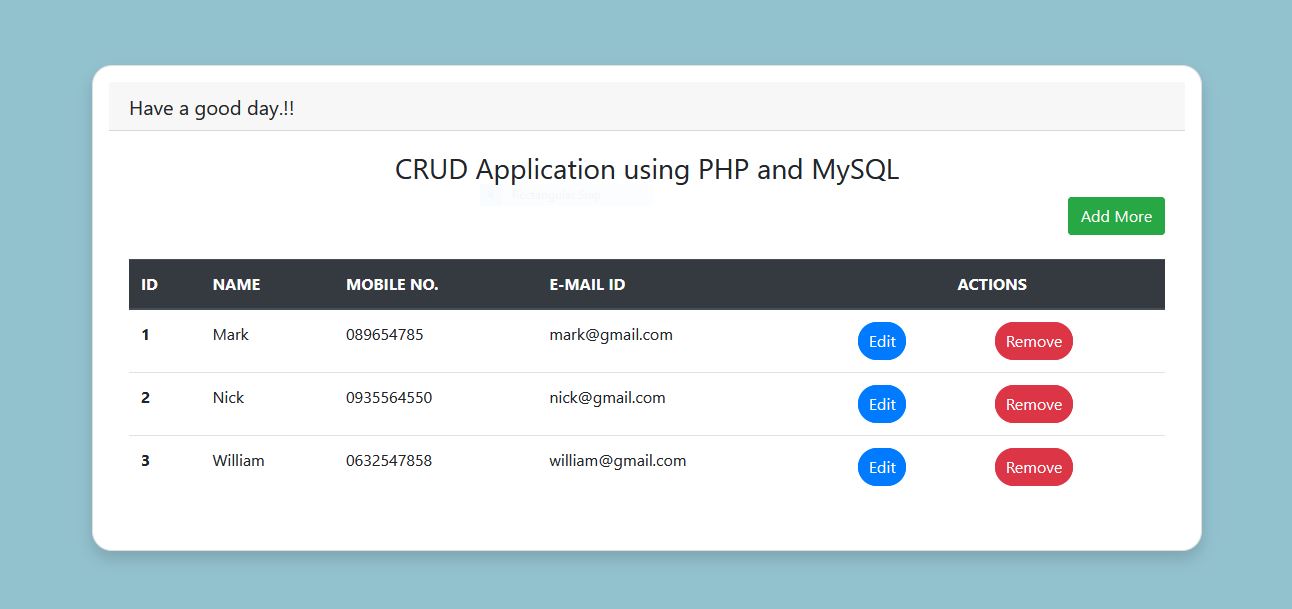 Have a good day.!!
CRUD Application using PHP and MySQL
Rectangular Snip
Add More
ID NAME MOBILE NO. E-MAIL ID ACTIONS
1 Mark 089654785 mark@gmail.com Edit Remove
2 Nick 0935564550 nick@gmail.com Edit Remove
3 William 0632547858 william@gmail.com Edit Remove